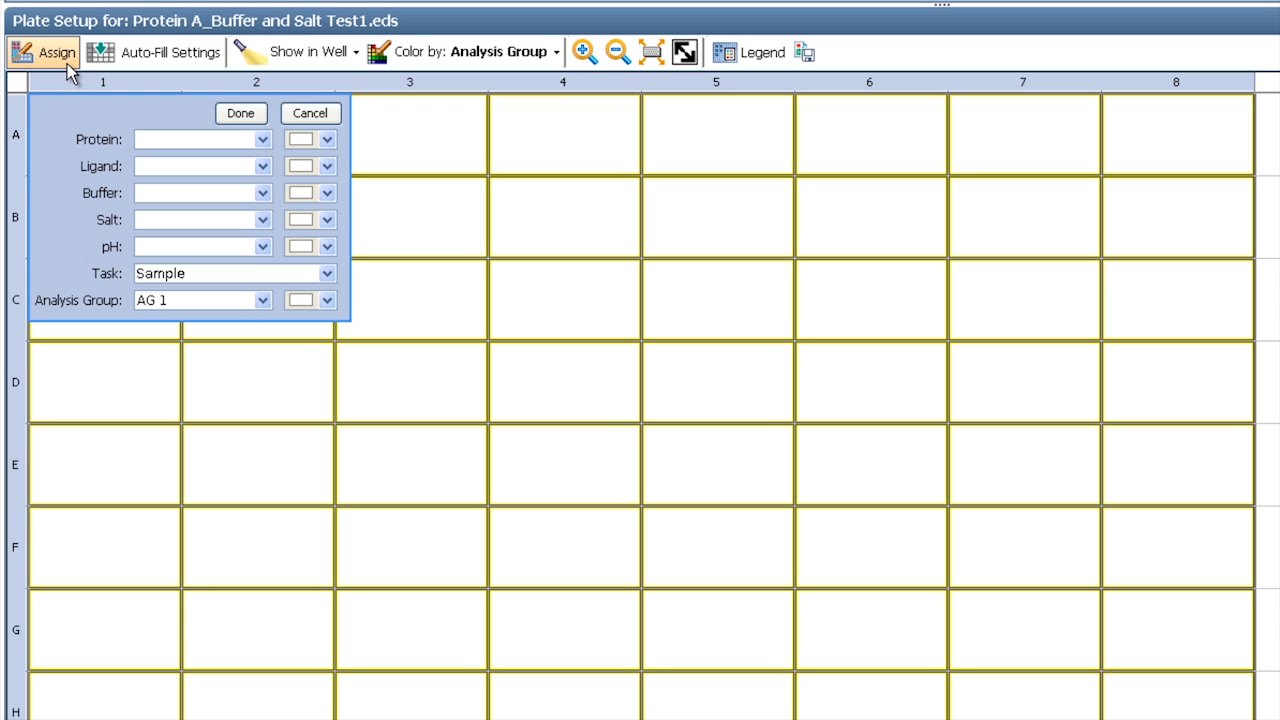 Plate Setup for: Protein A_Buffer and Salt Test1.eds
Assign Auto-Fill Settings Show in Well Color by: Analysis Group Legend
1 2 3 4 5 6 7 8
A
Done Cancel
Protein:
Ligand:
Buffer:
B
Salt:
pH:
Task: Sample
C
Analysis Group: AG 1
D
E
F
G
H